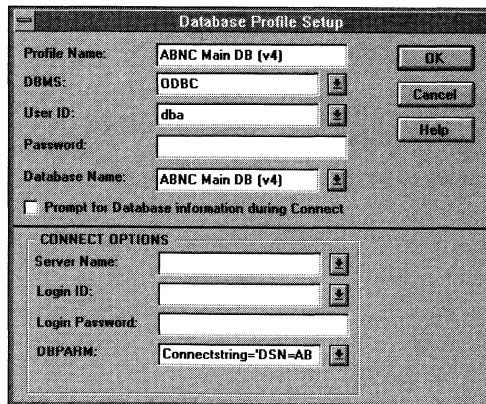 Database Profile Setup
Profile Name: ABNC Main DB (v4)
OK
DBMS: ODBC
Cancel
User ID: dba
Help
Password:
Database Name: ABNC Main DB (v4)
Prompt for Database information during Connect
CONNECT OPTIONS
Server Name:
Login ID:
Login Password:
DBPARM: Connectstring='DSN=AB